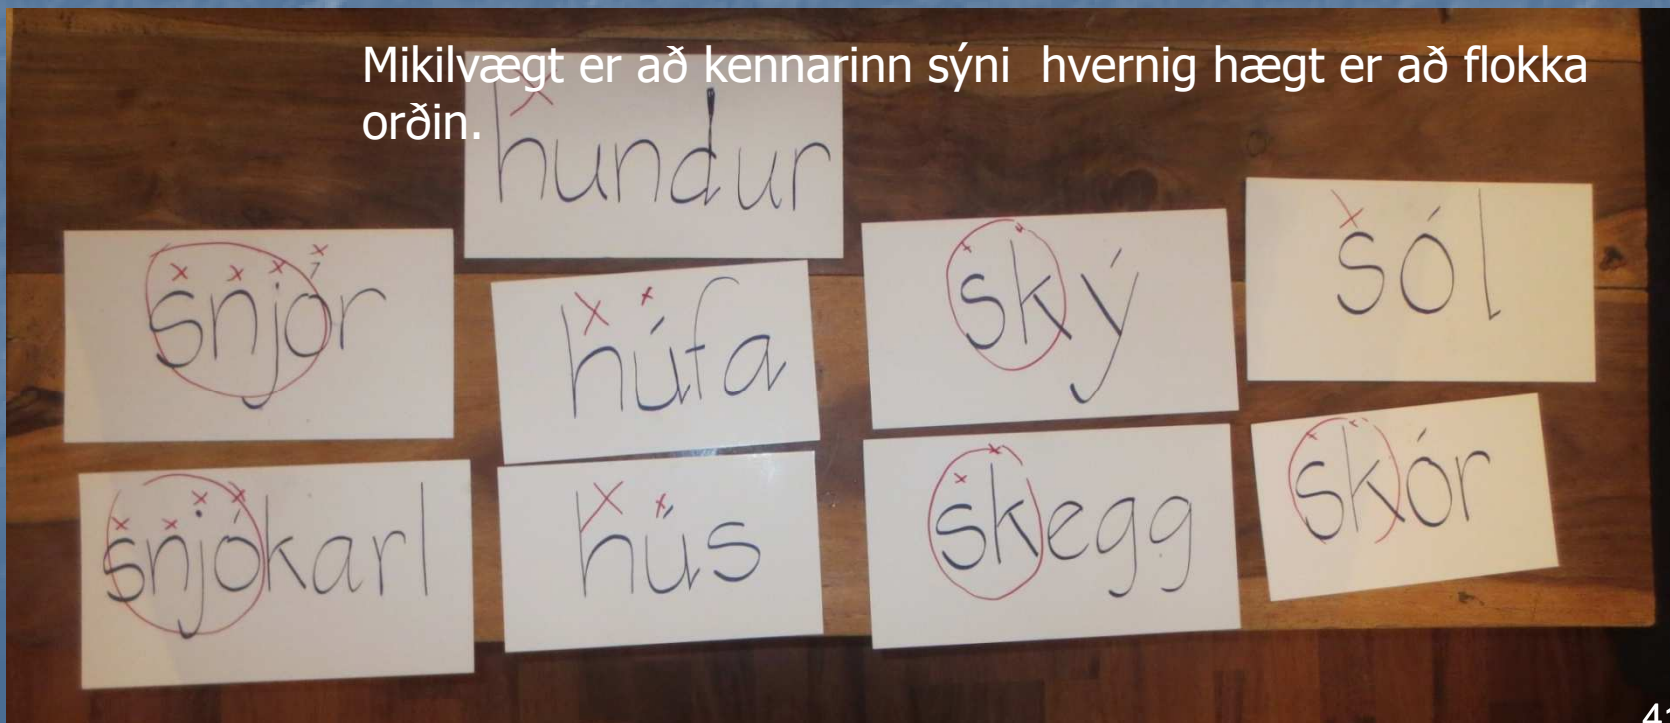 Mikilvægt er að kennarinn sýni hvernig hægt er að flokka
orðin.
hundur
snjór
húfa
ský
sól
snjókarl
hús
skegg
skór